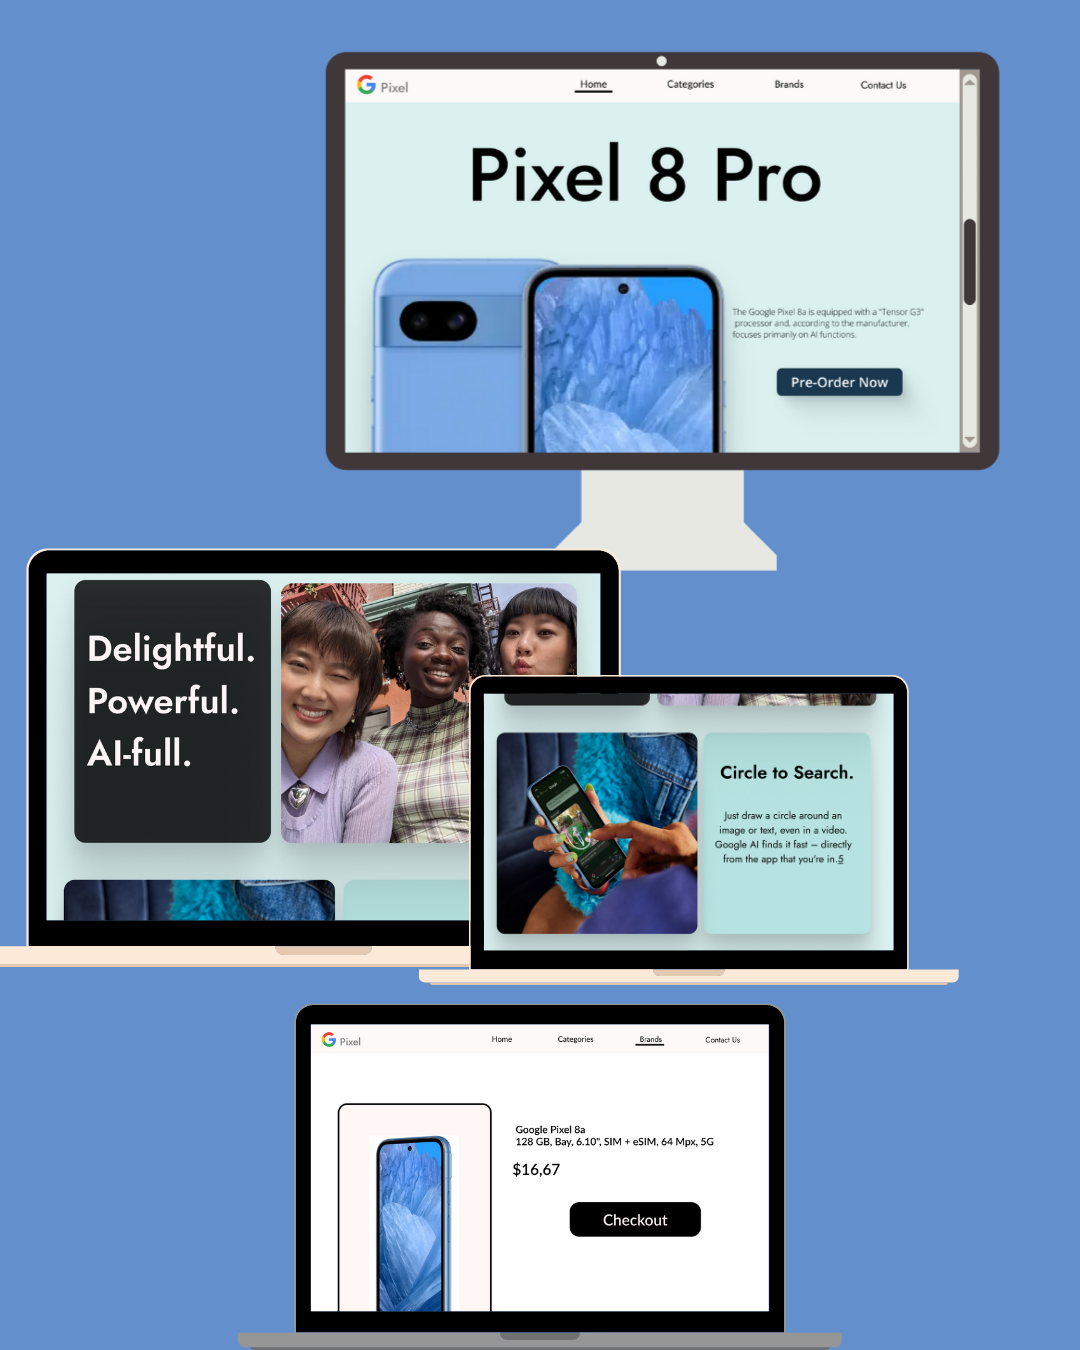 Pixel
Home Categories Brands Contact Us
Pixel 8 Pro
The Google Pixel 8a is equipped with a "Tensor G3"
processor and, according to the manufacturer,
focuses primarily on AI functions.
Pre-Order Now
Delightful.
Powerful.
AI-full.
Circle to Search.
Just draw a circle around an
image or text, even in a video.
Google AI finds it fast – directly
from the app that you're in.5
Pixel
Home Categories Brands Contact Us
Google Pixel 8a
128 GB, Bay, 6.10", SIM + eSIM, 64 Mpx, 5G
$16,67
Checkout